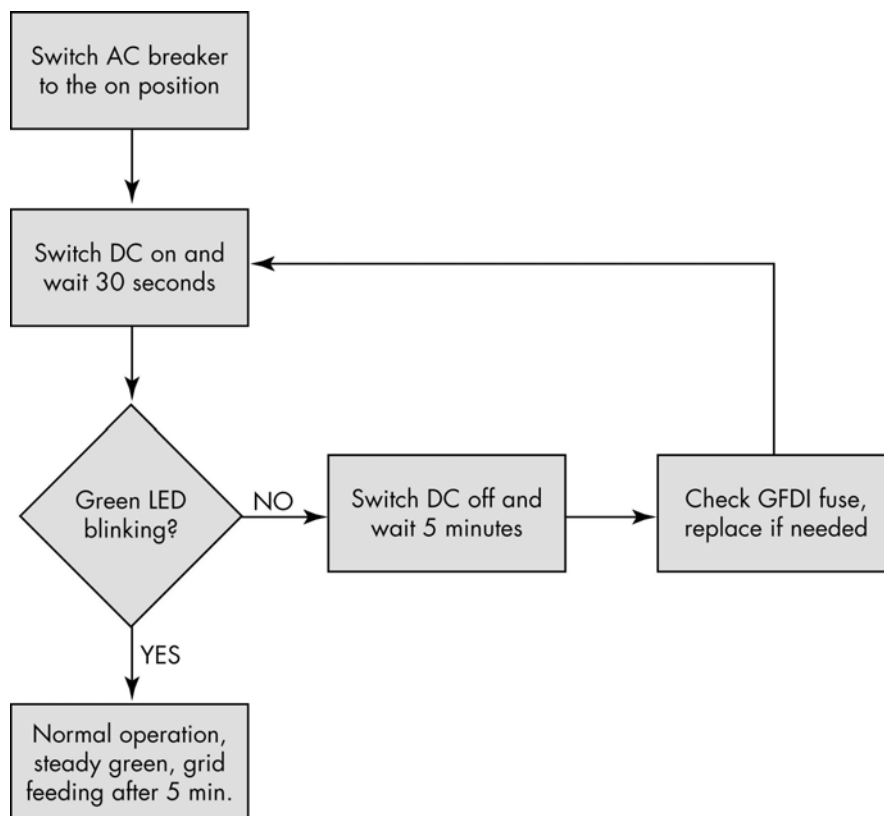 Switch AC breaker
to the on position
Switch DC on and
wait 30 seconds
Green LED
blinking?
NO
Switch DC off and
wait 5 minutes
Check GFDI fuse,
replace if needed
YES
Normal operation,
steady green, grid
feeding after 5 min.